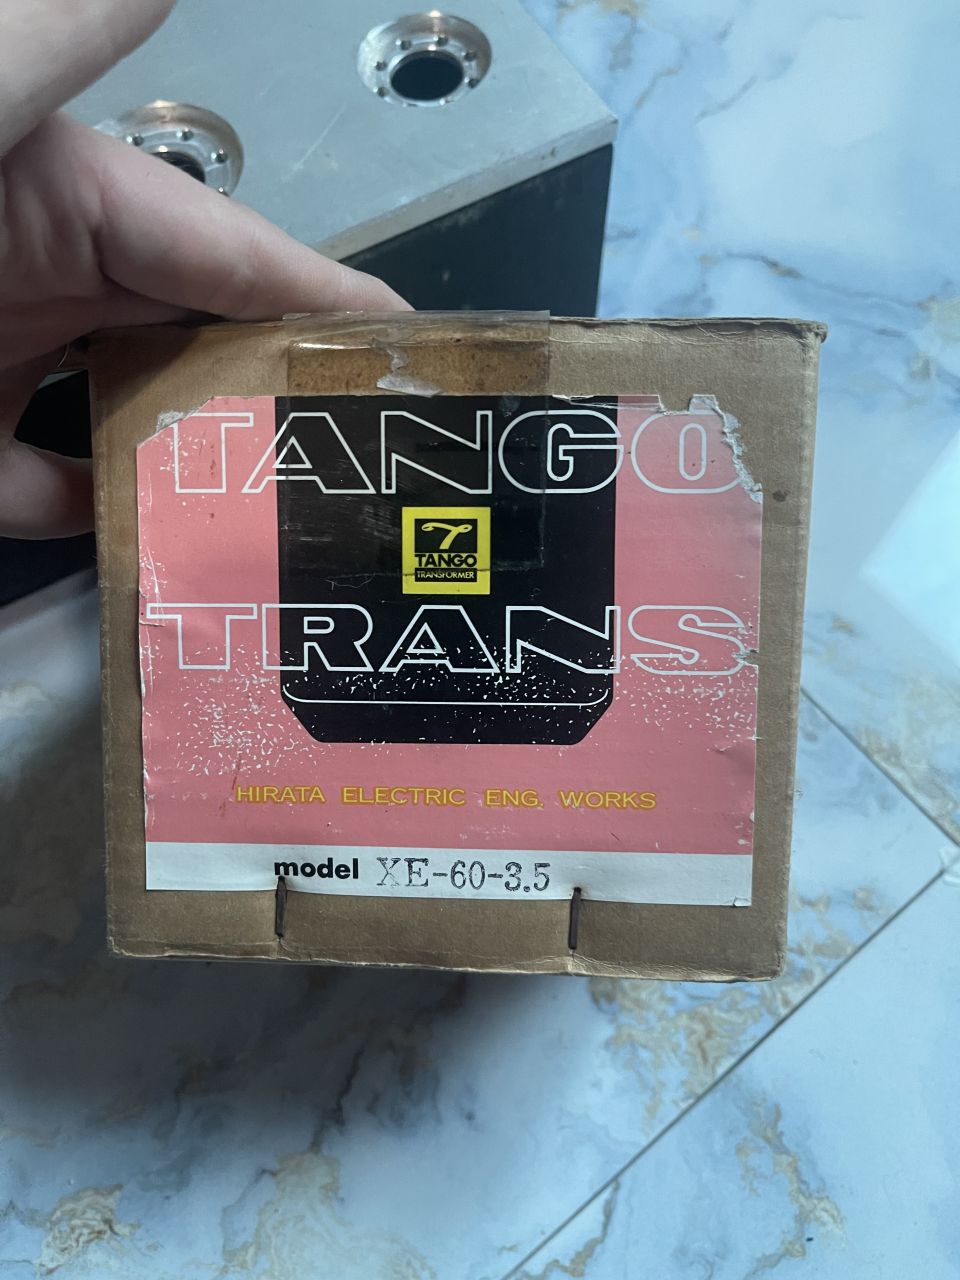 TANGO
TANGO
TRANSFORMER
TRANS
HIRATA ELECTRIC ENG. WORKS
model XE-60-3.5